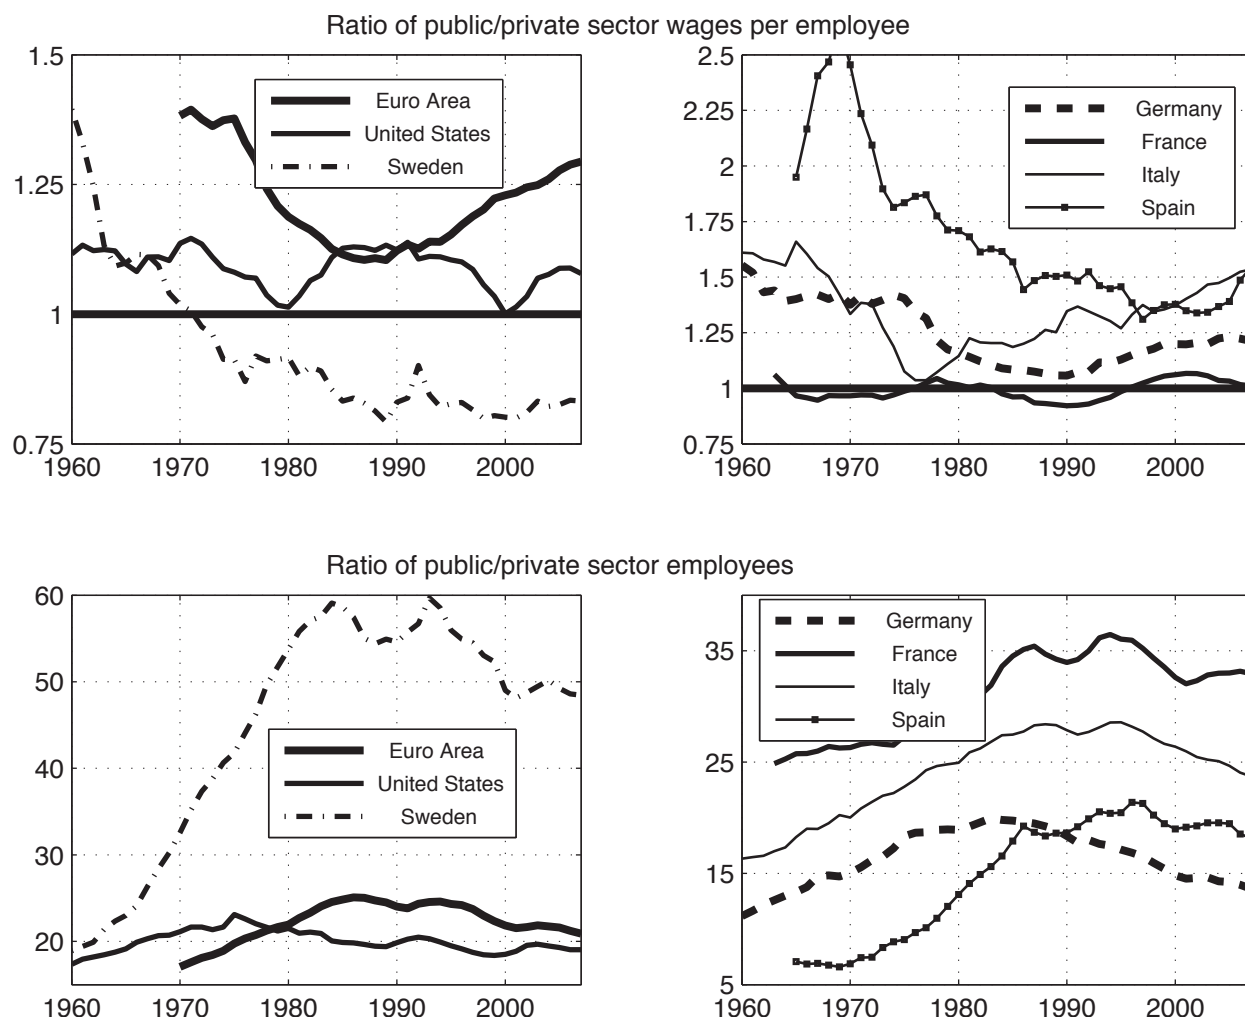 Ratio of public/private sector wages per employee
1.5
1.25
1
0.75
1960 1970 1980 1990 2000
Euro Area
United States
Sweden
2.5
2.25
2
1.75
1.5
1.25
1
0.75
1960 1970 1980 1990 2000
Germany
France
Italy
Spain
Ratio of public/private sector employees
60
50
40
30
20
1960 1970 1980 1990 2000
Euro Area
United States
Sweden
35
25
15
5
1960 1970 1980 1990 2000
Germany
France
Italy
Spain